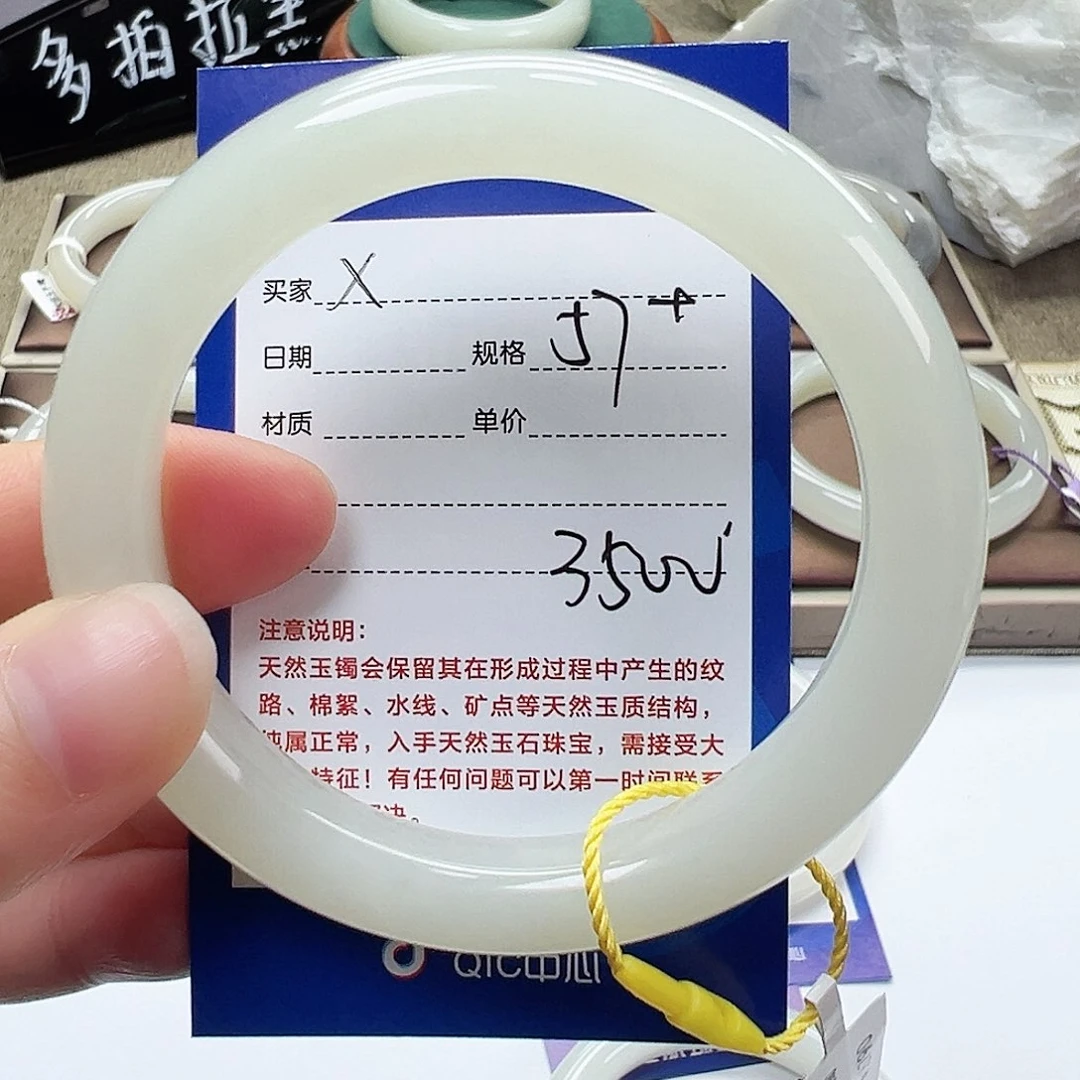 多拍拉
买家 X
日期 规格 57+
材质 单价
3500
注意说明：
天然玉镯会保留其在形成过程中产生的纹
路、棉絮、水线、矿点等天然玉质结构，
纯属正常，入手天然玉石珠宝，需接受大
特征！有任何问题可以第一时间联系
决。
QIC中心